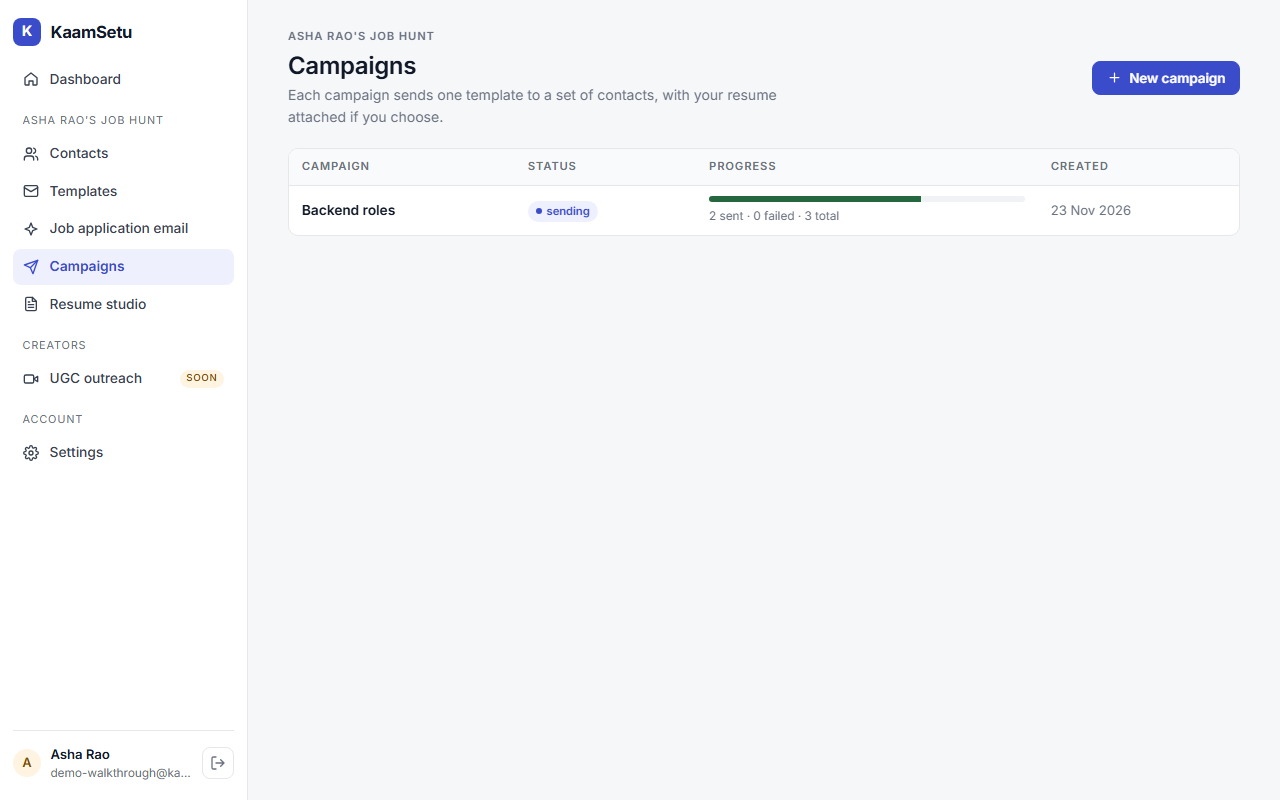 K KaamSetu
Dashboard
ASHA RAO'S JOB HUNT
Contacts
Templates
Job application email
Campaigns
Resume studio
CREATORS
UGC outreach SOON
ACCOUNT
Settings
A Asha Rao
demo-walkthrough@ka...
ASHA RAO'S JOB HUNT
Campaigns
Each campaign sends one template to a set of contacts, with your resume
attached if you choose.
+ New campaign
CAMPAIGN STATUS PROGRESS CREATED
Backend roles sending 2 sent · 0 failed · 3 total 23 Nov 2026